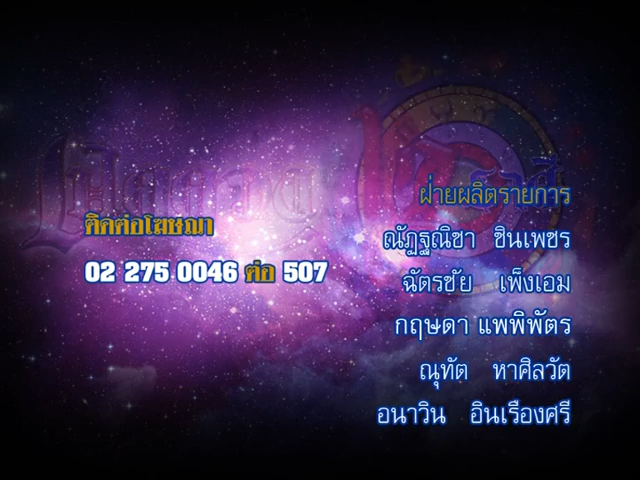 ติดต่อโฆษณา
02 275 0046 ต่อ 507
ฝ่ายผลิตรายการ
ณัฏฐณิชา ชินเพชร
ฉัตรชัย เพ็งเอม
กฤษดา แพพิพัตร
ณุทัต หาศิลวัต
อนาวิน อินเรืองศรี